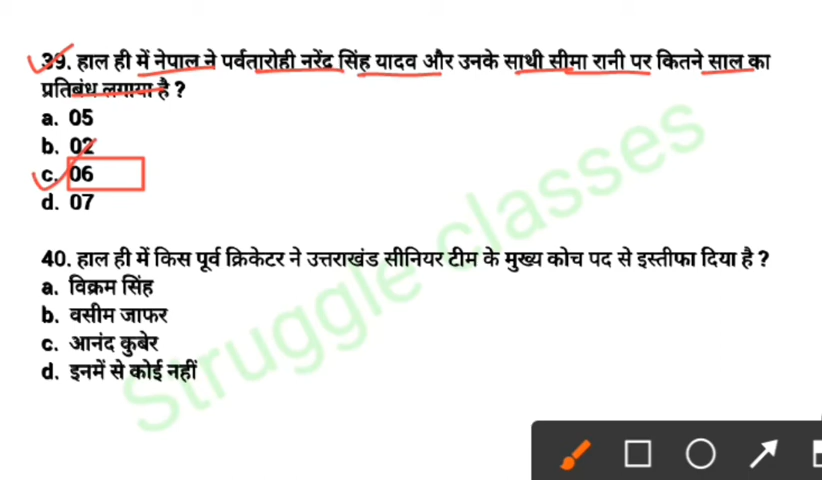 39. हाल ही में नेपाल ने पर्वतारोही नरेंद्र सिंह यादव और उनके साथी सीमा रानी पर कितने साल का
प्रतिबंध लगाया है ?
a. 05
b. 02
c. 06
d. 07
40. हाल ही में किस पूर्व क्रिकेटर ने उत्तराखंड सीनियर टीम के मुख्य कोच पद से इस्तीफा दिया है ?
a. विक्रम सिंह
b. वसीम जाफर
c. आनंद कुबेर
d. इनमें से कोई नहीं
Struggle classes